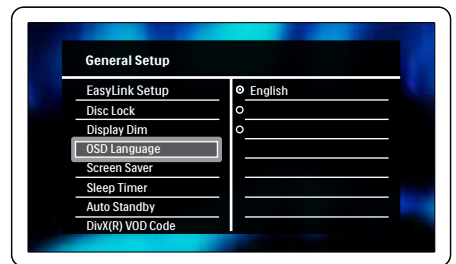 General Setup
EasyLink Setup
English
Disc Lock
Display Dim
OSD Language
Screen Saver
Sleep Timer
Auto Standby
DivX(R) VOD Code